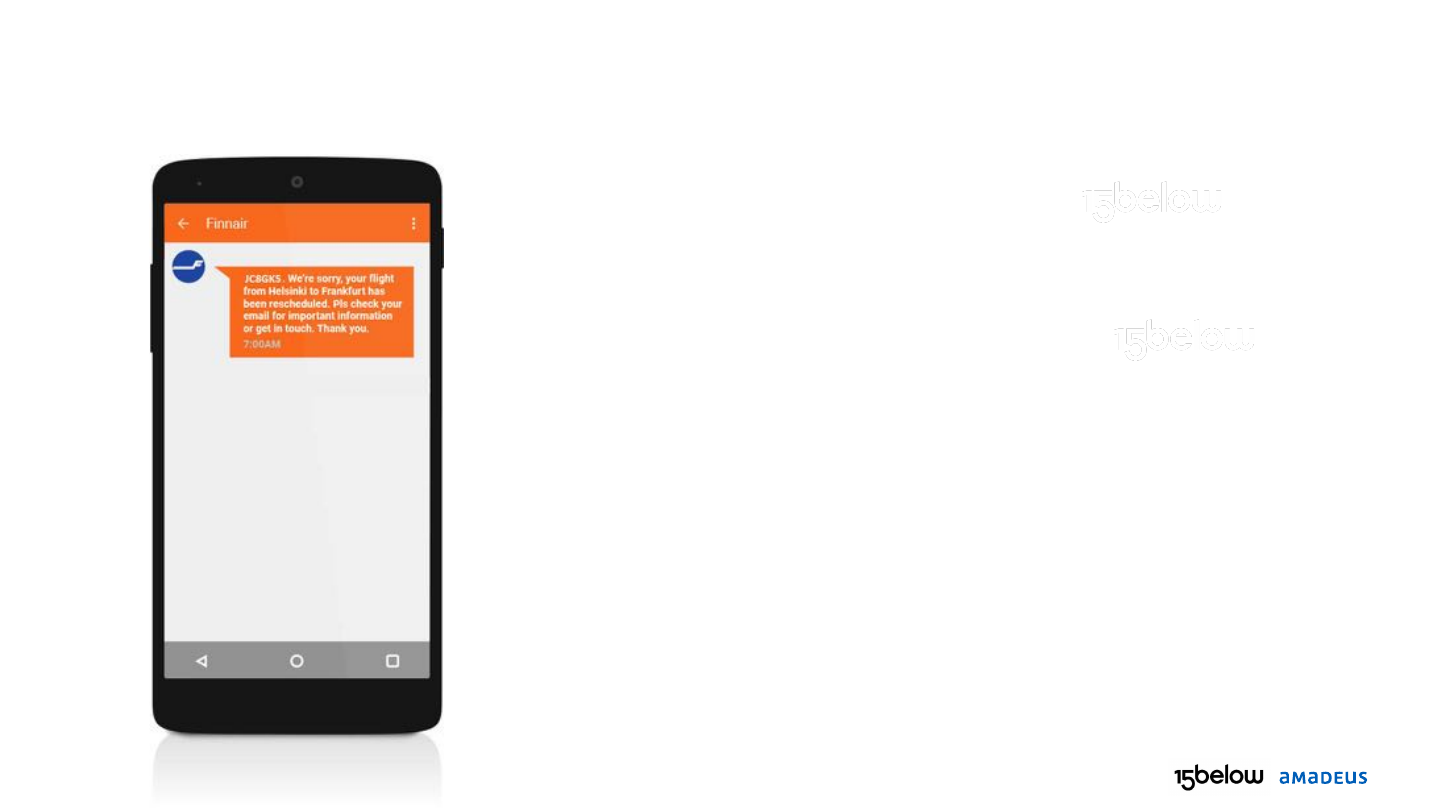 Finnair
JC8GKS. We're sorry, your flight
from Helsinki to Frankfurt has
been rescheduled. Pls check your
email for important information
or get in touch. Thank you.
7:00AM
15below
15below
15below amadeus